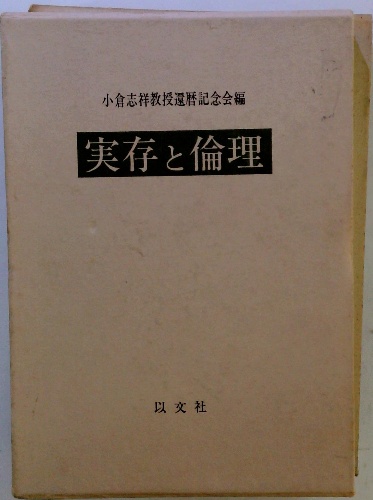 小倉志祥教授還暦記念会編
実存と倫理
以文社